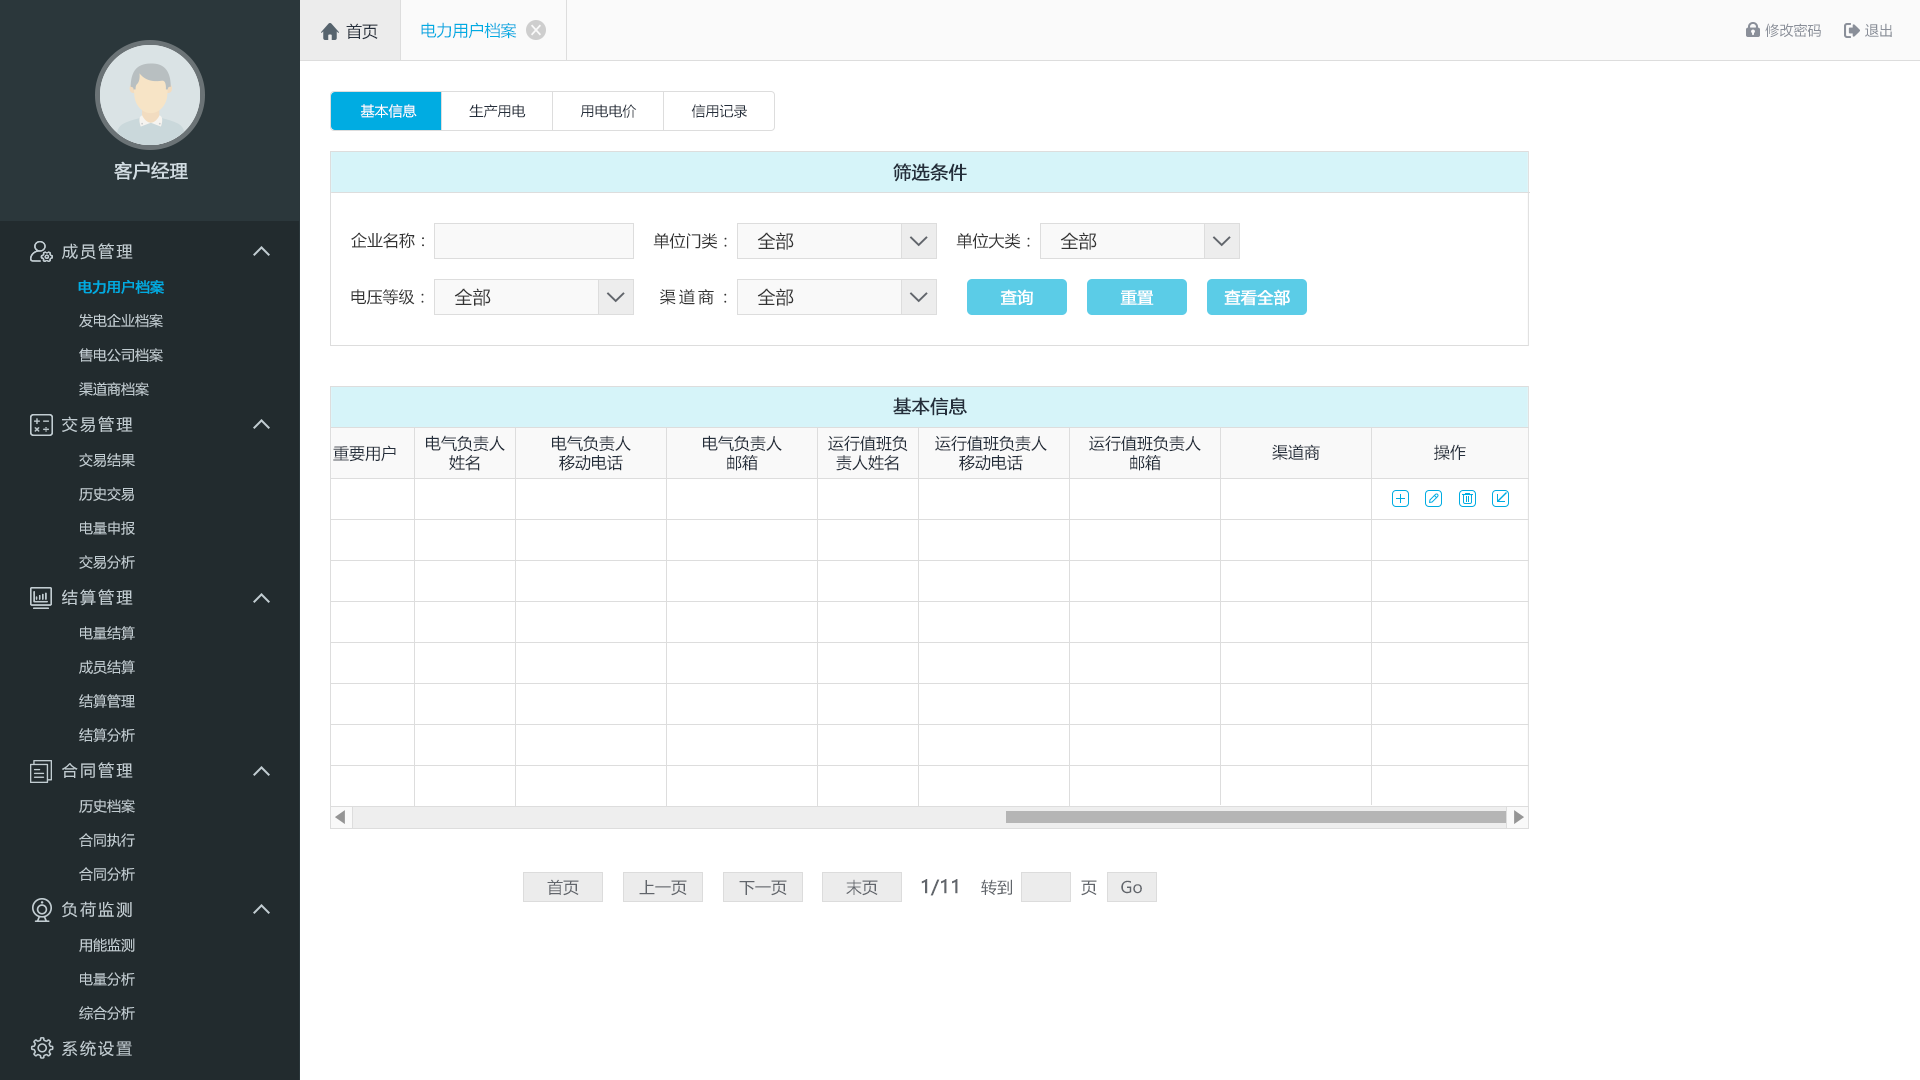 客户经理
成员管理
电力用户档案
发电企业档案
售电公司档案
渠道商档案
交易管理
交易结果
历史交易
电量申报
交易分析
结算管理
电量结算
成员结算
结算管理
结算分析
合同管理
历史档案
合同执行
合同分析
负荷监测
用能监测
电量分析
综合分析
系统设置
首页 电力用户档案 修改密码 退出
基本信息 生产用电 用电电价 信用记录
筛选条件
企业名称： 单位门类： 全部 单位大类： 全部
电压等级： 全部 渠道商： 全部 查询 重置 查看全部
基本信息
重要用户 电气负责人姓名 电气负责人移动电话 电气负责人邮箱 运行值班负责人姓名 运行值班负责人移动电话 运行值班负责人邮箱 渠道商 操作
首页 上一页 下一页 末页 1/11 转到 页 Go